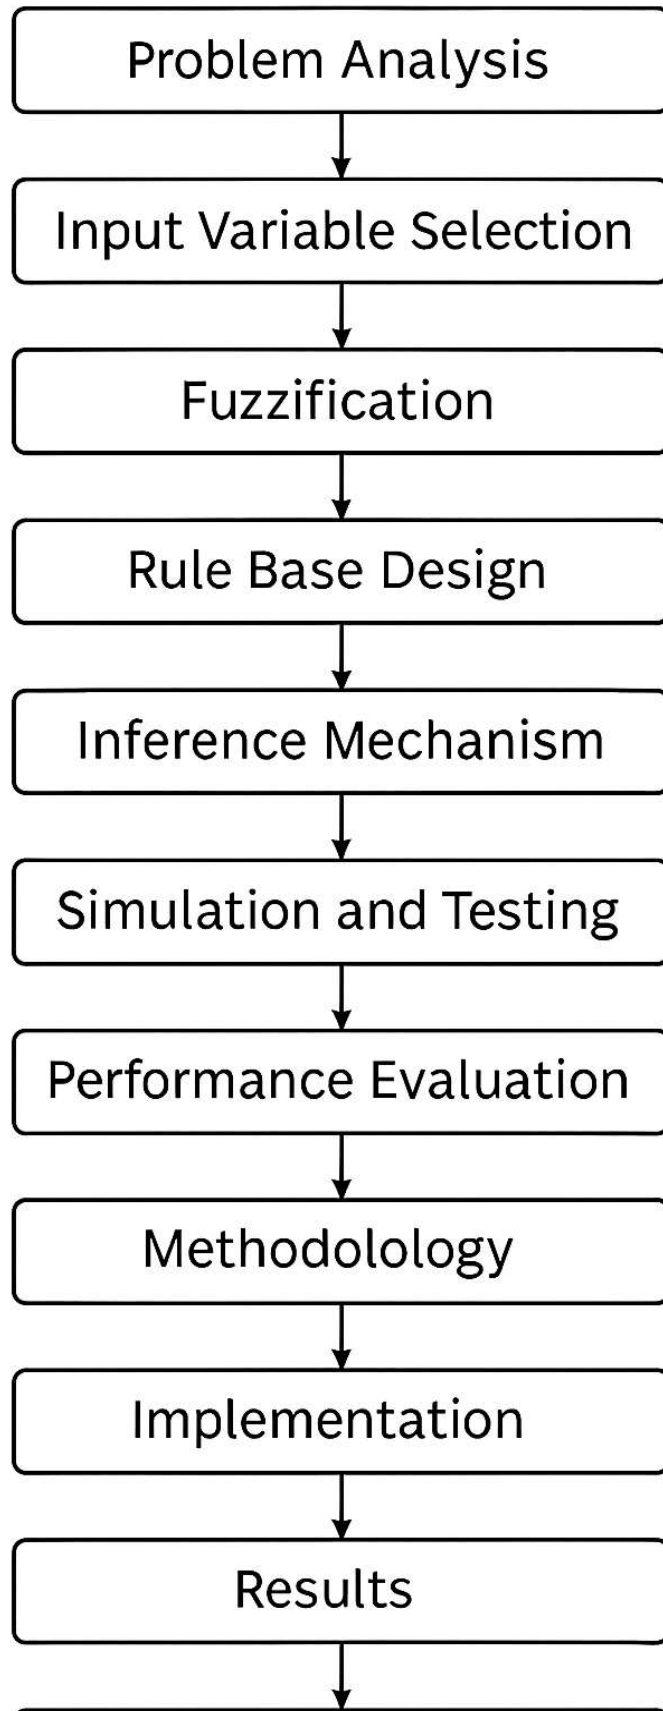 Problem Analysis
Input Variable Selection
Fuzzification
Rule Base Design
Inference Mechanism
Simulation and Testing
Performance Evaluation
Methodolology
Implementation
Results